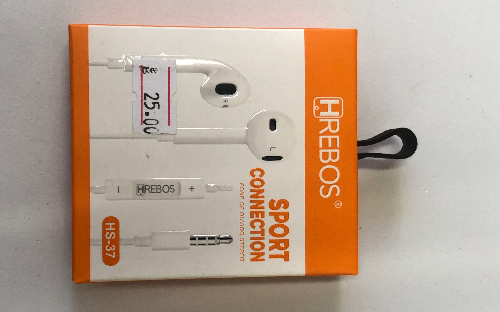 HREBOS®
SPORT
CONNECTION
25.00
R
L
- HREBOS +
HS-37